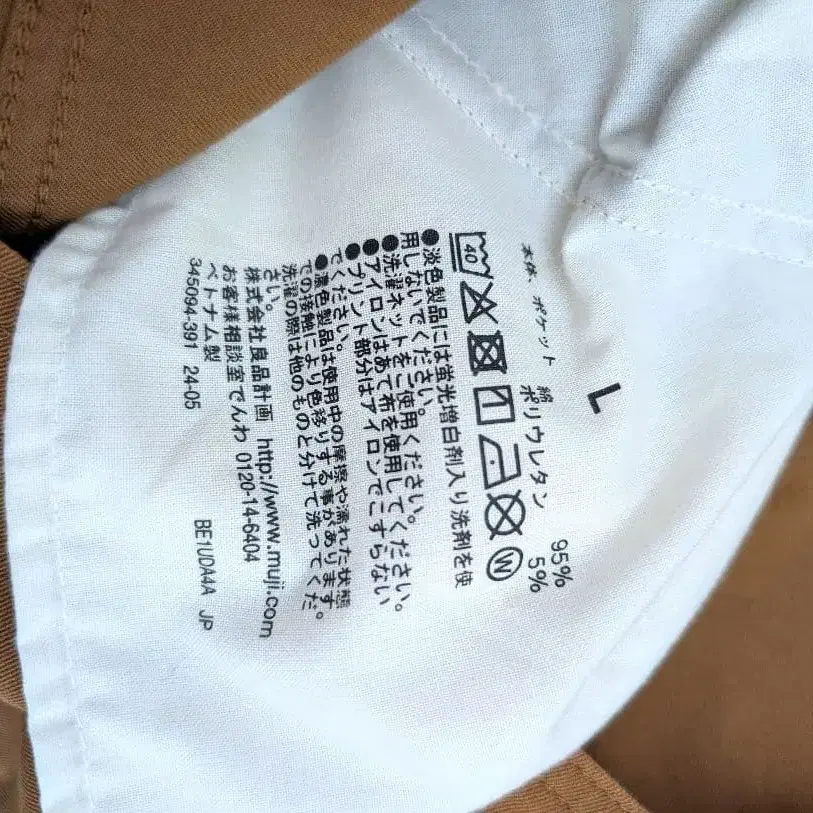 L
本体、ポケット 綿 95%
ポリウレタン 5%
40 W
●淡色製品には蛍光増白剤入り洗剤を使
用しないでください。
●洗濯ネットをご使用ください。
●アイロンはあて布を使用してください。
●プリント部分はアイロンでこすらない
でください。
●濃色製品は使用中の摩擦や濡れた状態
での接触により色移りする事があります。
洗濯の際は他のものと分けて洗ってくだ
さい。
株式会社良品計画 http://www.muji.com
お客様相談室でんわ 0120-14-6404
ベトナム製
345094-391 24-05 BE1UDA4A JP